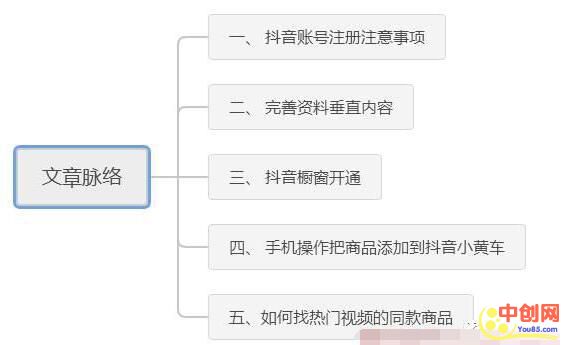 一、 抖音账号注册注意事项
二、 完善资料垂直内容
文章脉络
三、 抖音橱窗开通
四、 手机操作把商品添加到抖音小黄车
五、如何找热门视频的同款商品
中创网
You85.com